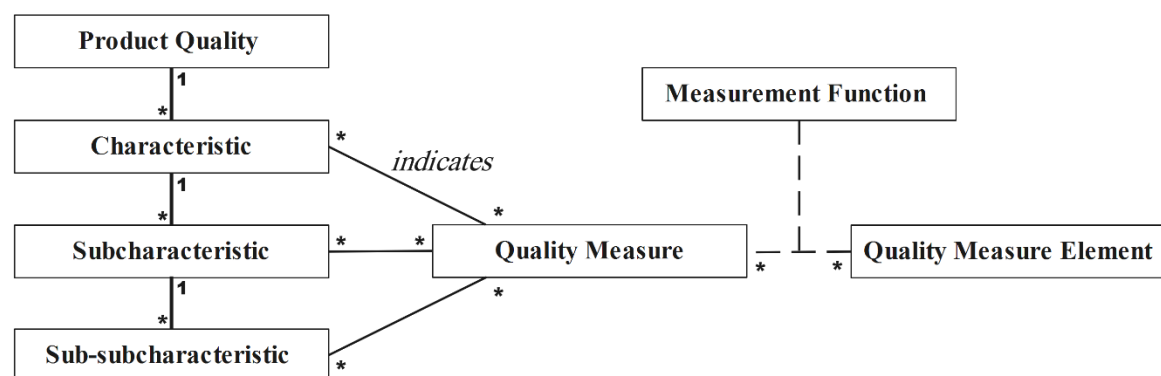 Product Quality
1
*
Measurement Function
Characteristic
*
indicates
1
*
*
Subcharacteristic
*
*
Quality Measure
*
*
Quality Measure Element
1
*
*
Sub-subcharacteristic
*